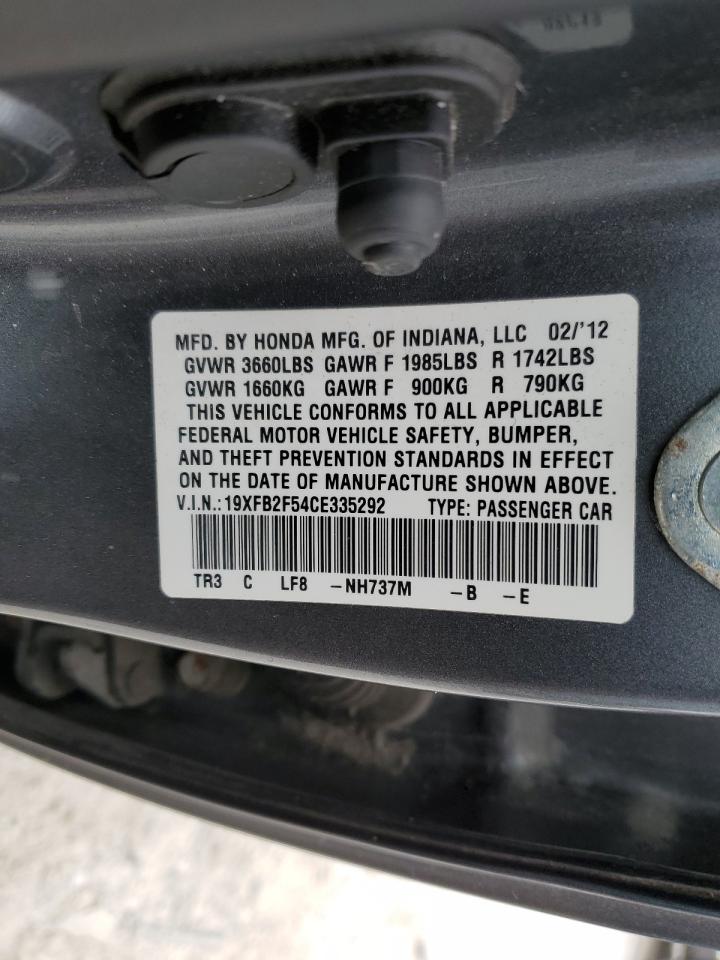 MFD. BY HONDA MFG. OF INDIANA, LLC 02/'12
GVWR 3660LBS GAWR F 1985LBS R 1742LBS
GVWR 1660KG GAWR F 900KG R 790KG
THIS VEHICLE CONFORMS TO ALL APPLICABLE
FEDERAL MOTOR VEHICLE SAFETY, BUMPER,
AND THEFT PREVENTION STANDARDS IN EFFECT
ON THE DATE OF MANUFACTURE SHOWN ABOVE.
V.I.N.: 19XFB2F54CE335292 TYPE: PASSENGER CAR
TR3 C LF8 -NH737M -B -E